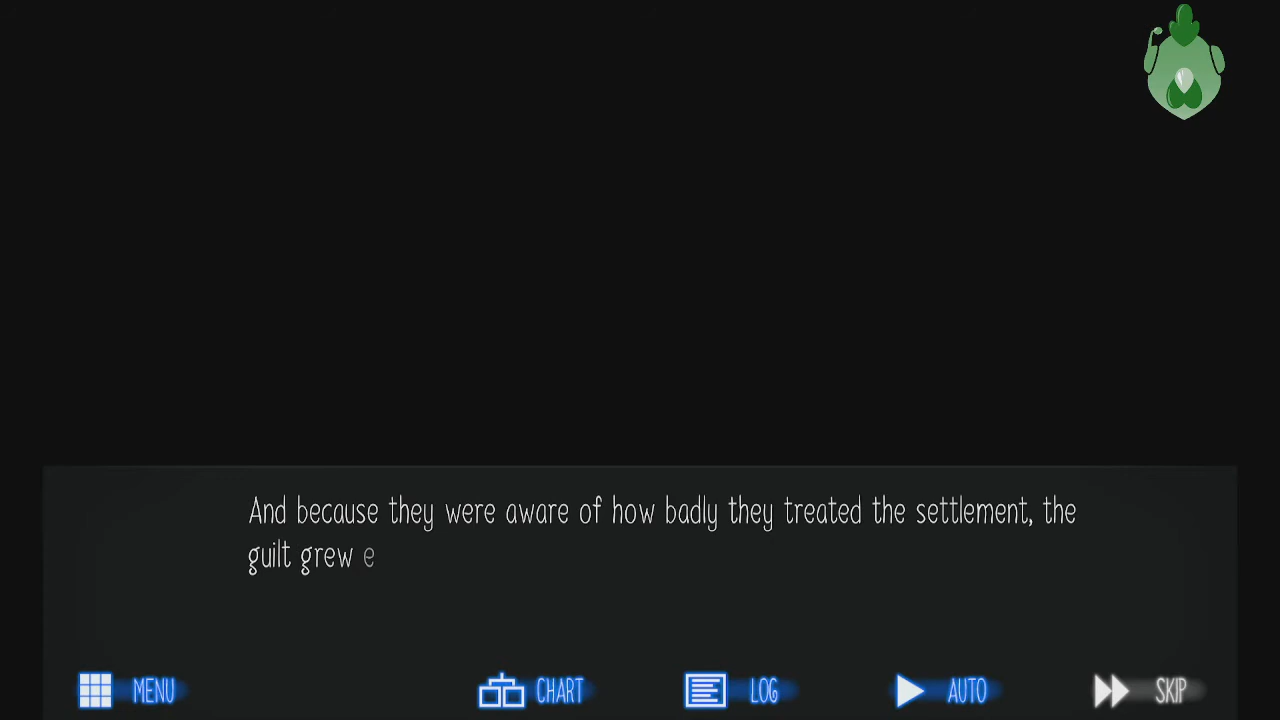 And because they were aware of how badly they treated the settlement, the
guilt grew e
MENU CHART LOG AUTO SKIP